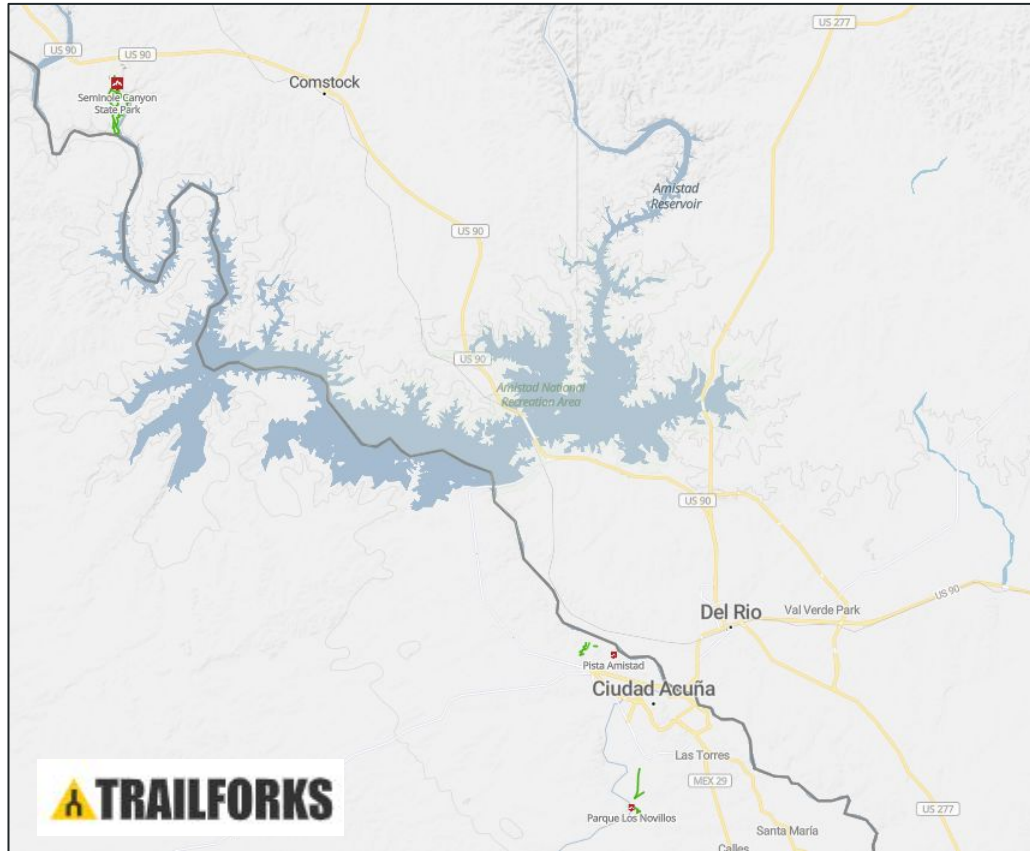 US 277
US 90
US 90
Comstock
Seminole Canyon
State Park
Amistad
Reservoir
US 90
US 90
Amistad National
Recreation Area
US 90
US 90
Del Rio
Val Verde Park
Pista Amistad
Ciudad Acuña
Las Torres
MEX 29
TRAILFORKS
Parque Los Novillos
US 277
Santa María
Calles